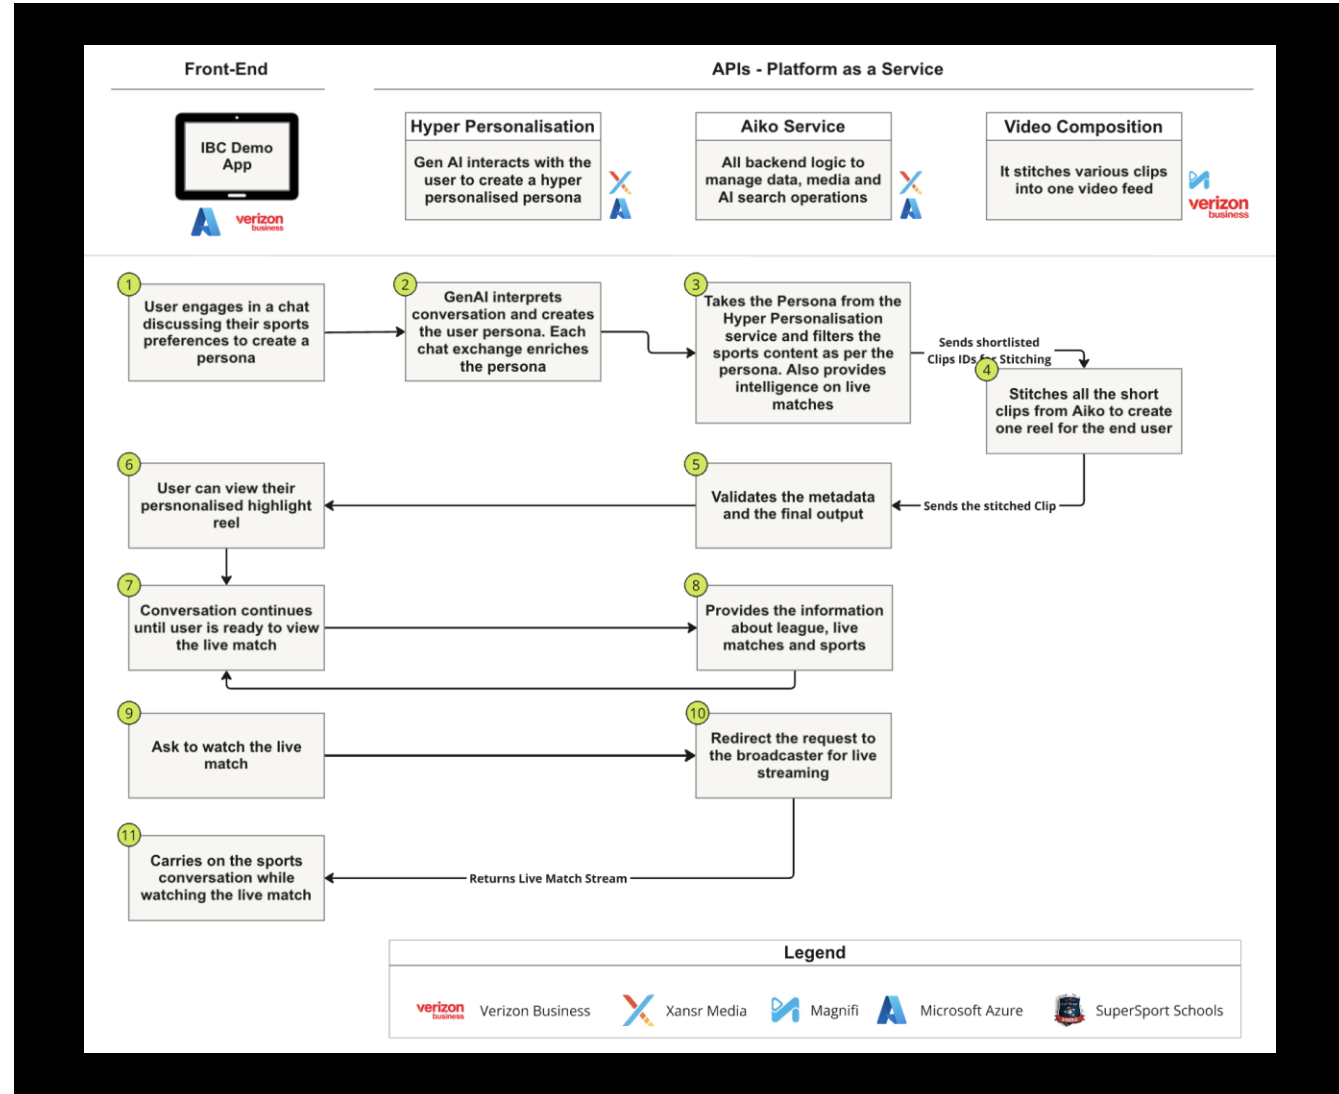 Front-End
APIs - Platform as a Service
IBC Demo
App
verizon
business
Hyper Personalisation
Gen AI interacts with the
user to create a hyper
personalised persona
Aiko Service
All backend logic to
manage data, media and
AI search operations
Video Composition
It stitches various clips
into one video feed
verizon
business
1
User engages in a chat
discussing their sports
preferences to create a
persona
2
GenAI interprets
conversation and creates
the user persona. Each
chat exchange enriches
the persona
3
Takes the Persona from the
Hyper Personalisation
service and filters the
sports content as per the
persona. Also provides
intelligence on live
matches
Sends shortlisted
Clips IDs for Stitching
4
Stitches all the short
clips from Aiko to create
one reel for the end user
6
User can view their
persnonalised highlight
reel
5
Validates the metadata
and the final output
Sends the stitched Clip
7
Conversation continues
until user is ready to view
the live match
8
Provides the information
about league, live
matches and sports
9
Ask to watch the live
match
10
Redirect the request to
the broadcaster for live
streaming
11
Carries on the sports
conversation while
watching the live match
Returns Live Match Stream
Legend
verizon
business
Verizon Business
Xansr Media
Magnifi
Microsoft Azure
SuperSport Schools